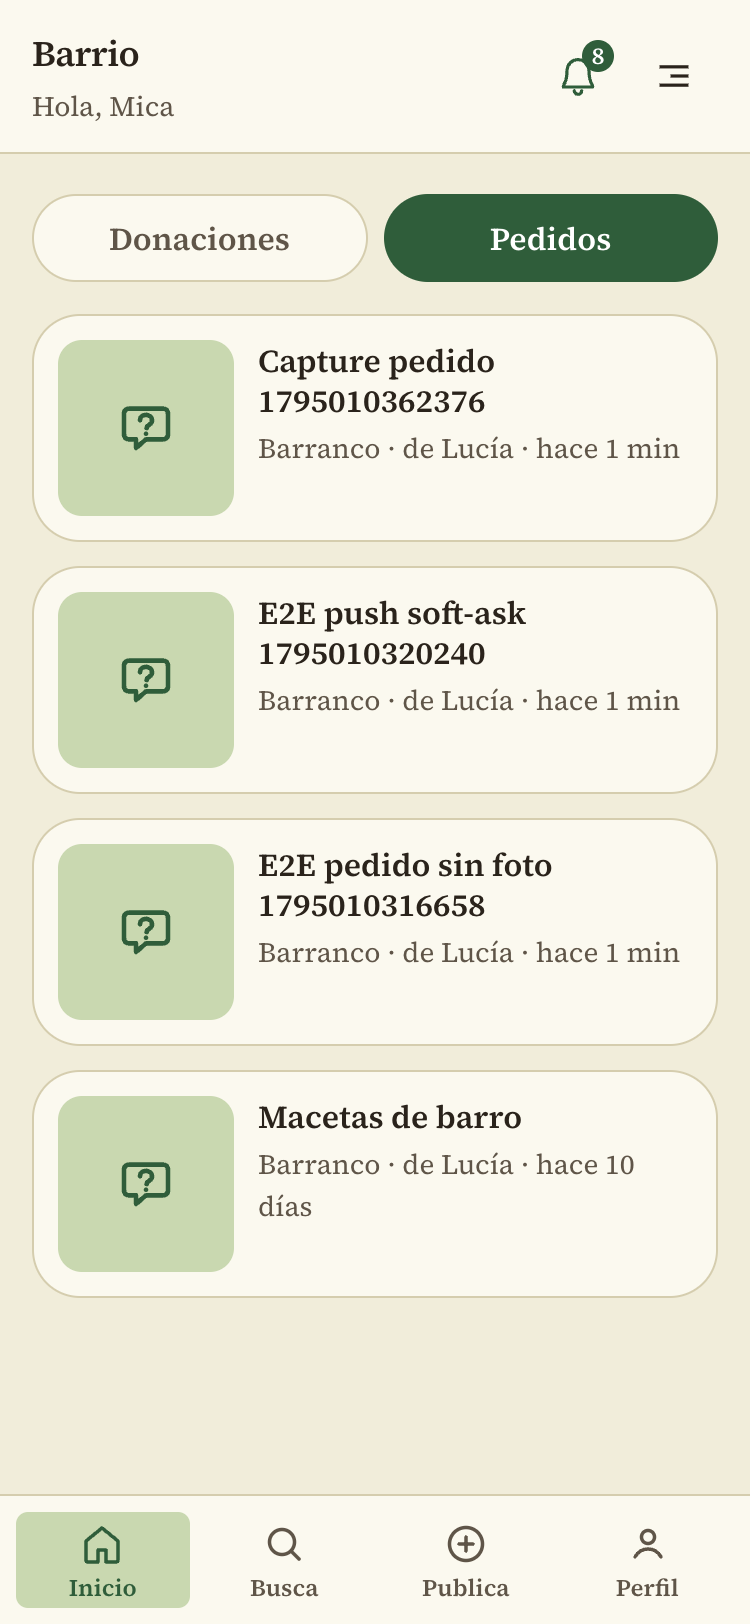 Barrio
Hola, Mica
8
Donaciones
Pedidos
Capture pedido
1795010362376
Barranco · de Lucía · hace 1 min
E2E push soft-ask
1795010320240
Barranco · de Lucía · hace 1 min
E2E pedido sin foto
1795010316658
Barranco · de Lucía · hace 1 min
Macetas de barro
Barranco · de Lucía · hace 10
días
Inicio
Busca
Publica
Perfil